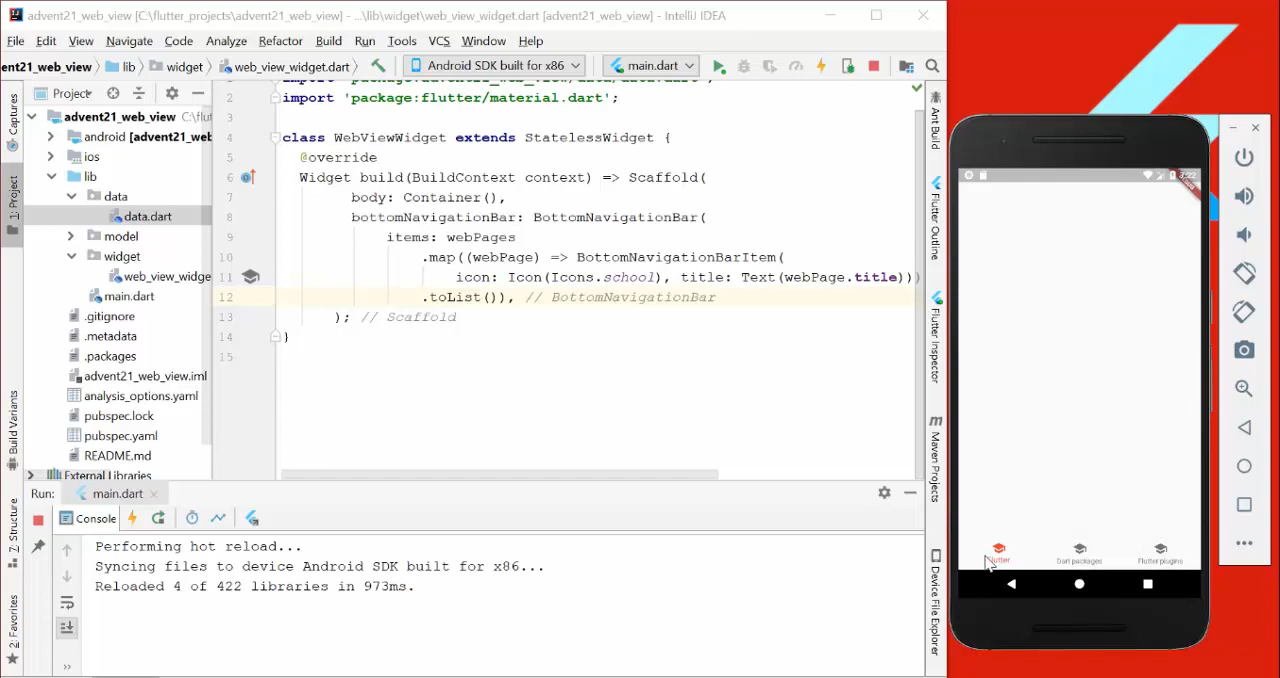 advent21_web_view [C:\flutter_projects\advent21_web_view] - ...\lib\widget\web_view_widget.dart [advent21_web_view] - IntelliJ IDEA
File Edit View Navigate Code Analyze Refactor Build Run Tools VCS Window Help
ent21_web_view lib widget web_view_widget.dart Android SDK built for x86 main.dart
Project
advent21_web_view C:\flu
android [advent21_web
ios
lib
data
data.dart
model
widget
web_view_widge
main.dart
.gitignore
.metadata
.packages
advent21_web_view.iml
analysis_options.yaml
pubspec.lock
pubspec.yaml
README.md
External Libraries
Captures
1: Project
Build Variants
7: Structure
2: Favorites
2 import 'package:flutter/material.dart';
3
4 class WebViewWidget extends StatelessWidget {
5 @override
6 Widget build(BuildContext context) => Scaffold(
7 body: Container(),
8 bottomNavigationBar: BottomNavigationBar(
9 items: webPages
10 .map((webPage) => BottomNavigationBarItem(
11 icon: Icon(Icons.school), title: Text(webPage.title)))
12 .toList()), // BottomNavigationBar
13 ); // Scaffold
14 }
15
Ant Build
Flutter Outline
Flutter Inspector
Maven Projects
Device File Explorer
Run: main.dart
Console
Performing hot reload...
Syncing files to device Android SDK built for x86...
Reloaded 4 of 422 libraries in 973ms.
3:22
Flutter Dart packages Flutter plugins